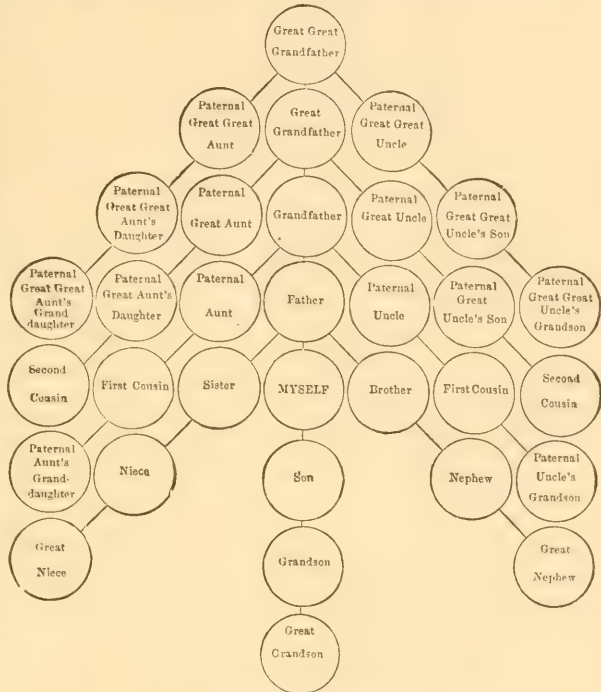 Great Great
Grandfather
Paternal
Great Great
Aunt
Great
Grandfather
Paternal
Great Great
Uncle
Paternal
Great Great
Aunt's
Daughter
Paternal
Great Aunt
Grandfather
Paternal
Great Uncle
Paternal
Great Great
Uncle's Son
Paternal
Great Great
Aunt's
Grand
daughter
Paternal
Great Aunt's
Daughter
Paternal
Aunt
Father
Paternal
Uncle
Paternal
Great
Uncle's Son
Paternal
Great Great
Uncle's
Grandson
Second
Cousin
First Cousin
Sister
MYSELF
Brother
First Cousin
Second
Cousin
Paternal
Aunt's
Grand-
daughter
Niece
Son
Nephew
Paternal
Uncle's
Grandson
Great
Niece
Grandson
Great
Nephew
Great
Grandson